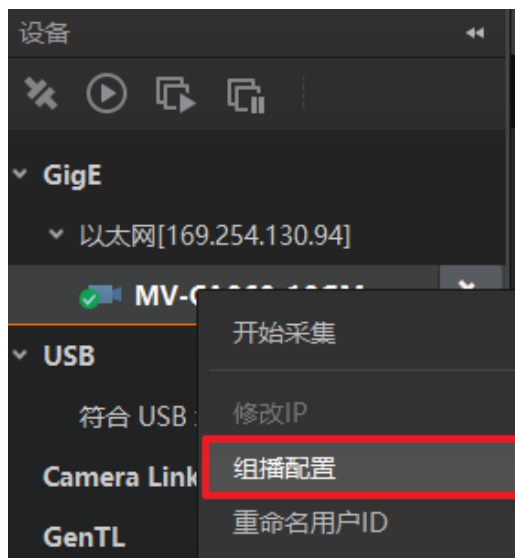 设备
GigE
以太网[169.254.130.94]
MV-
开始采集
USB
符合 USB
修改IP
组播配置
Camera Link
重命名用户ID
GenTL